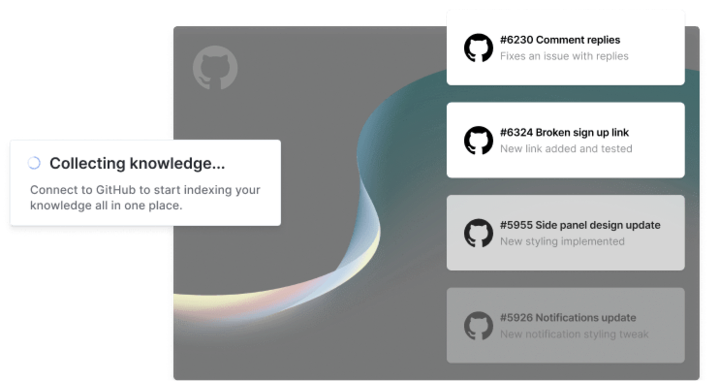 Collecting knowledge...
Connect to GitHub to start indexing your
knowledge all in one place.
#6230 Comment replies
Fixes an issue with replies
#6324 Broken sign up link
New link added and tested
#5955 Side panel design update
New styling implemented
#5926 Notifications update
New notification styling tweak